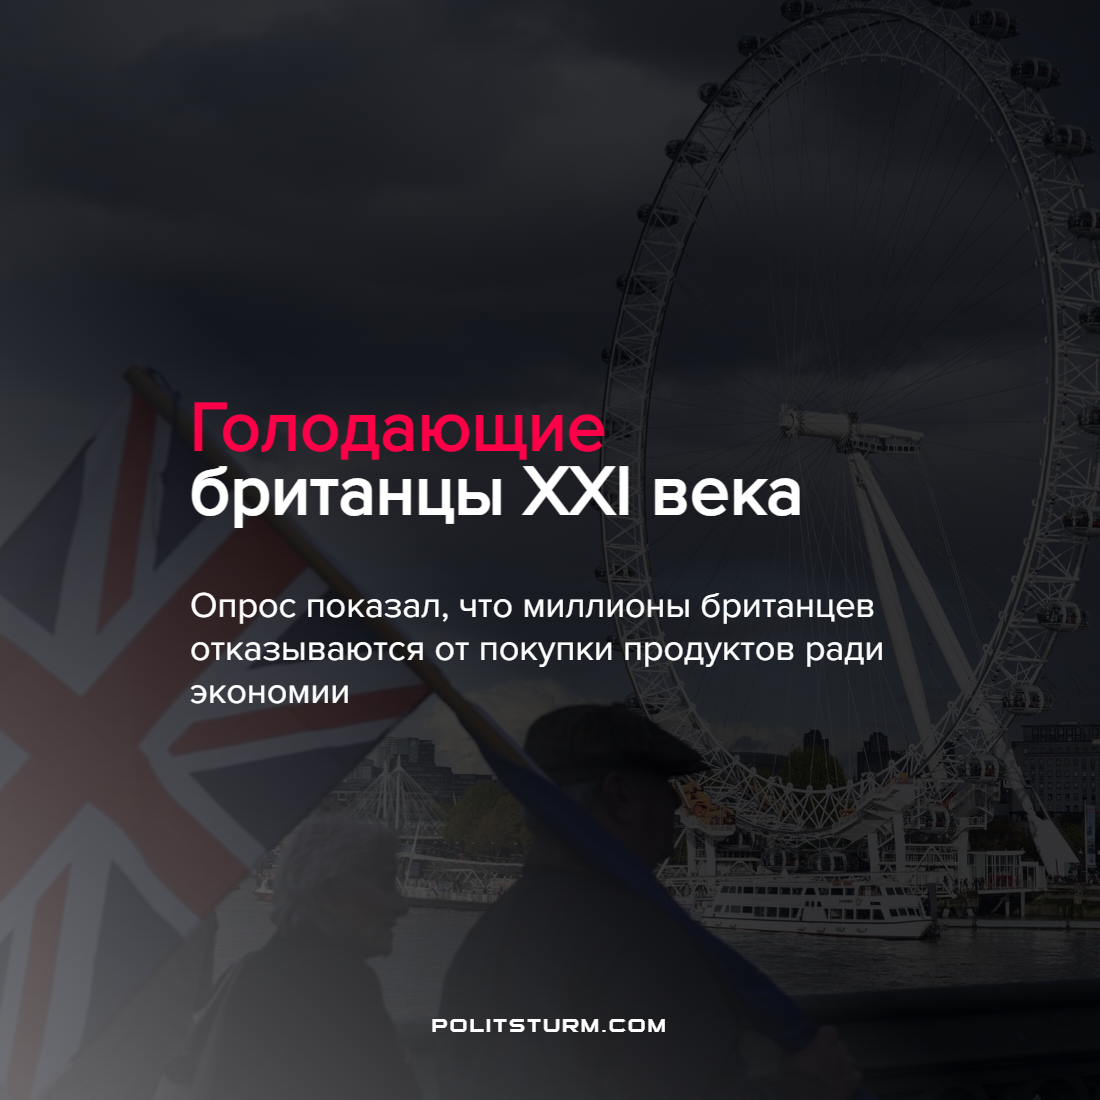 Голодающие
британцы XXI века
Опрос показал, что миллионы британцев
отказываются от покупки продуктов ради
экономии
POLITSTURM.COM